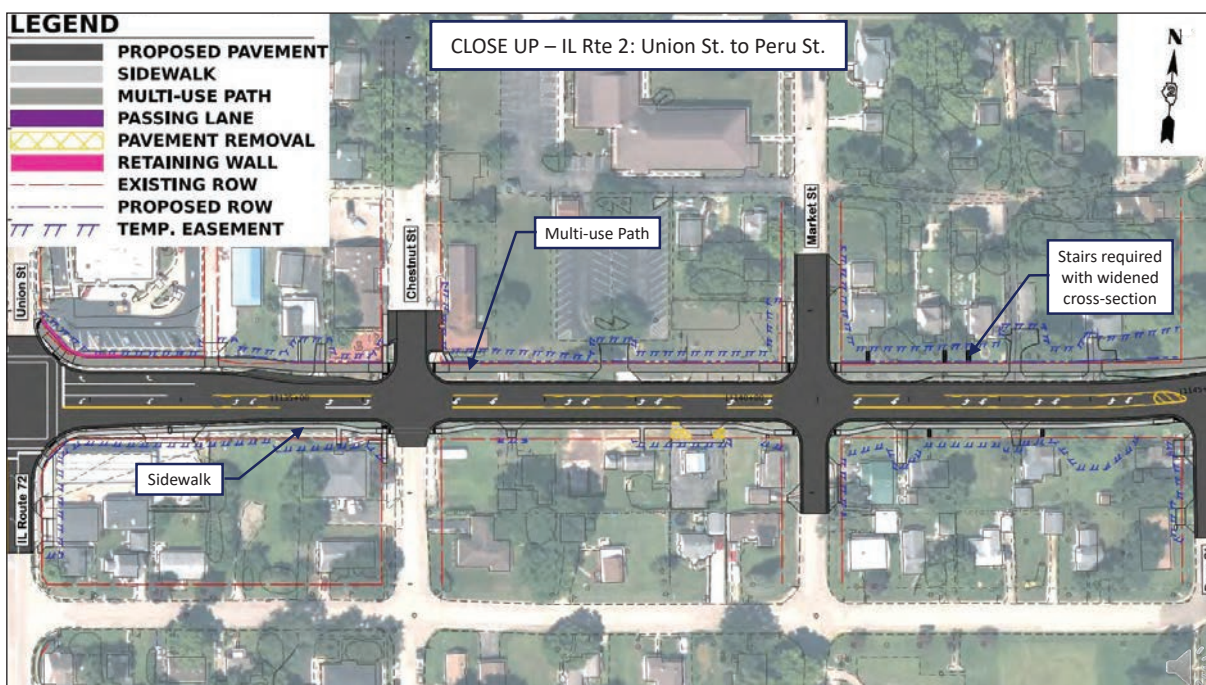 LEGEND
PROPOSED PAVEMENT
SIDEWALK
MULTI-USE PATH
PASSING LANE
PAVEMENT REMOVAL
RETAINING WALL
EXISTING ROW
PROPOSED ROW
TEMP. EASEMENT
CLOSE UP – IL Rte 2: Union St. to Peru St.
N
Union St
Chestnut St
Market St
Multi-use Path
Stairs required
with widened
cross-section
Sidewalk
IL Route 72